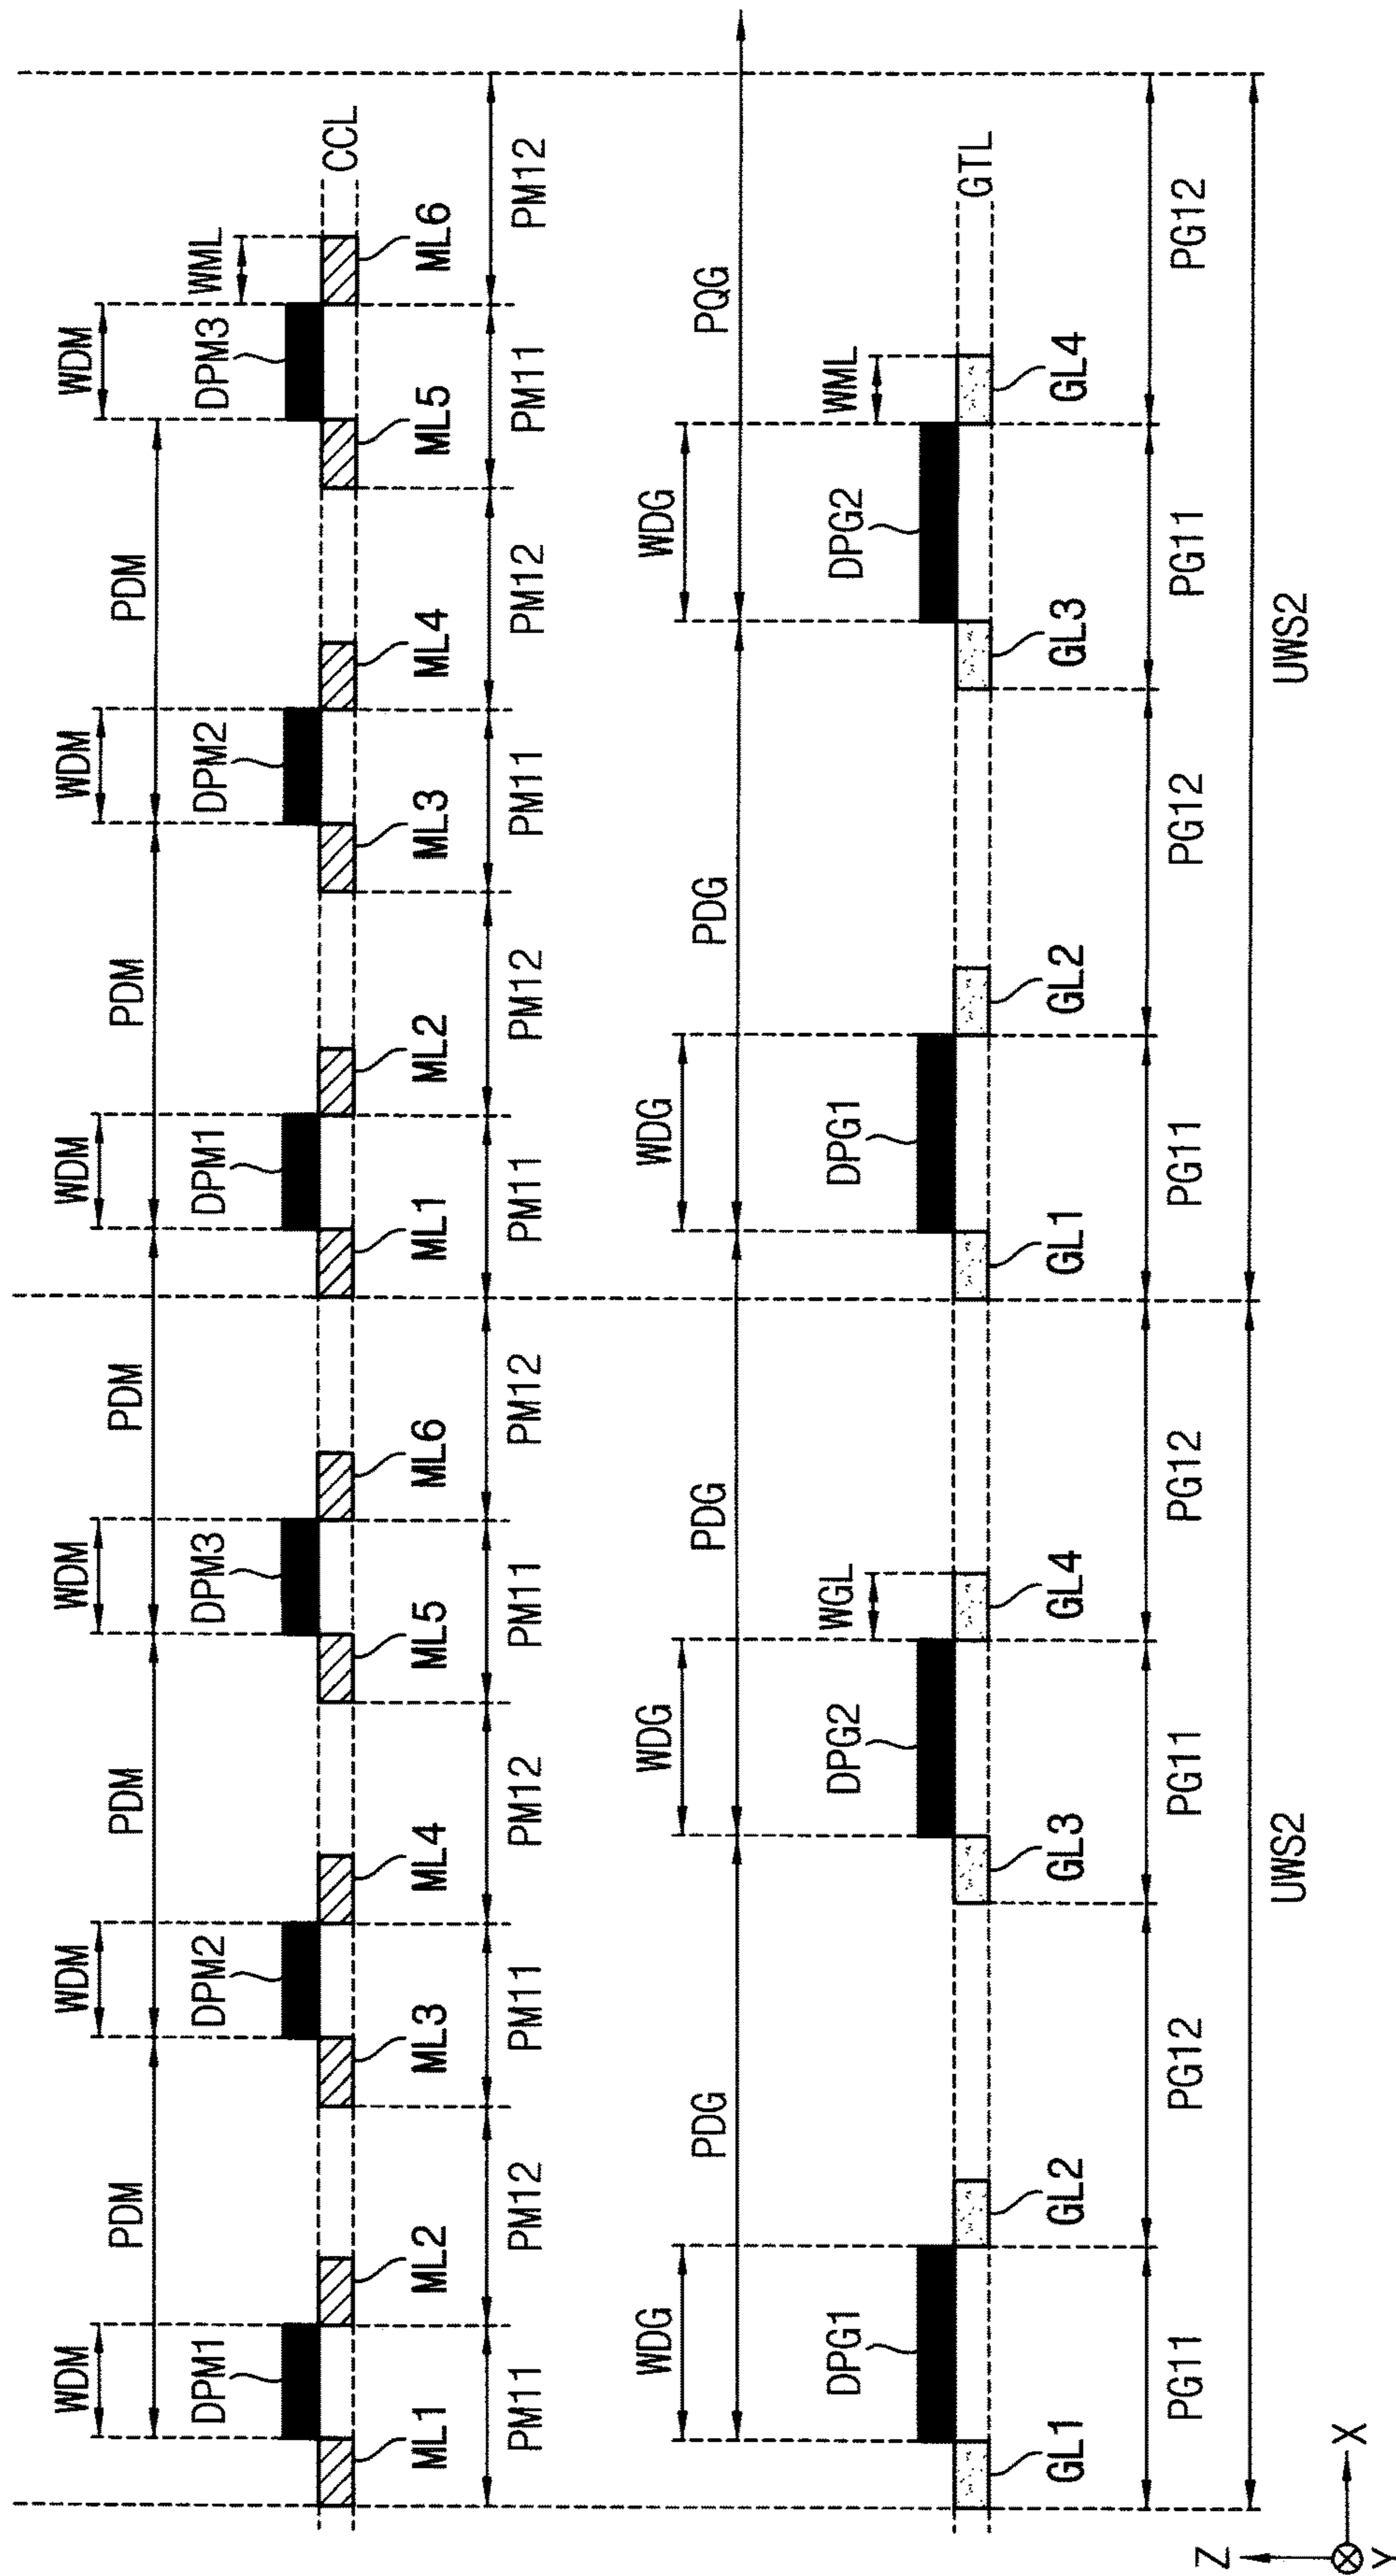 WDM WDM WDM WDM WDM WDM
PDM PDM PDM PDM PDM
DPM1 DPM2 DPM3 DPM1 DPM2 DPM3 WML
CCL
ML1 ML2 ML3 ML4 ML5 ML6 ML1 ML2 ML3 ML4 ML5 ML6
PM11 PM12 PM11 PM12 PM11 PM12 PM11 PM12 PM11 PM12 PM11 PM12
WDG WDG WDG WDG
PDG PDG PDG PQG
DPG1 DPG2 WGL DPG1 DPG2 WML
GTL
GL1 GL2 GL3 GL4 GL1 GL2 GL3 GL4
PG11 PG12 PG11 PG12 PG11 PG12 PG11 PG12
UWS2 UWS2
Z
X
Y